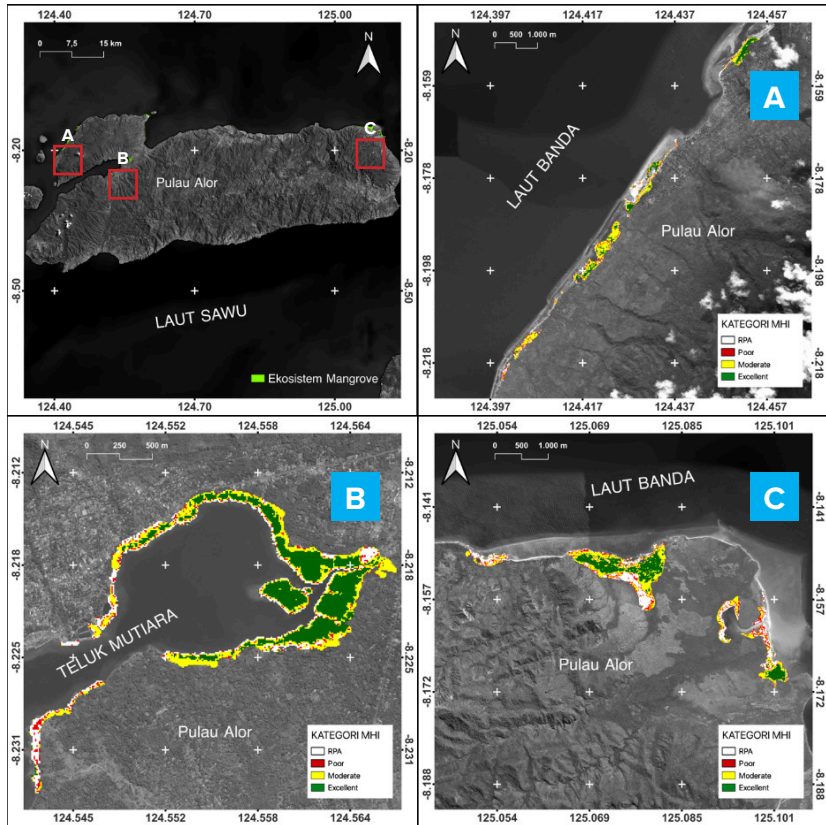 124.40 124.70 125.00
0 7,5 15 km
N
A
B
C
-8.20 -8.20
Pulau Alor
-8.50 -8.50
LAUT SAWU
Ekosistem Mangrove
124.40 124.70 125.00
124.397 124.417 124.437 124.457
0 500 1.000 m
N
A
-8.159 -8.159
LAUT BANDA
-8.178 -8.178
Pulau Alor
-8.198 -8.198
KATEGORI MHI
RPA
Poor
Moderate
Excellent
-8.218 -8.218
124.397 124.417 124.437 124.457
124.545 124.552 124.558 124.564
0 250 500 m
N
B
-8.212 -8.212
-8.218 -8.218
TELUK MUTIARA
-8.225 -8.225
Pulau Alor
-8.231 -8.231
KATEGORI MHI
RPA
Poor
Moderate
Excellent
124.545 124.552 124.558 124.564
125.054 125.069 125.085 125.101
0 500 1.000 m
N
LAUT BANDA
C
-8.141 -8.141
-8.157 -8.157
Pulau Alor
-8.172 -8.172
KATEGORI MHI
RPA
Poor
Moderate
Excellent
-8.188 -8.188
125.054 125.069 125.085 125.101